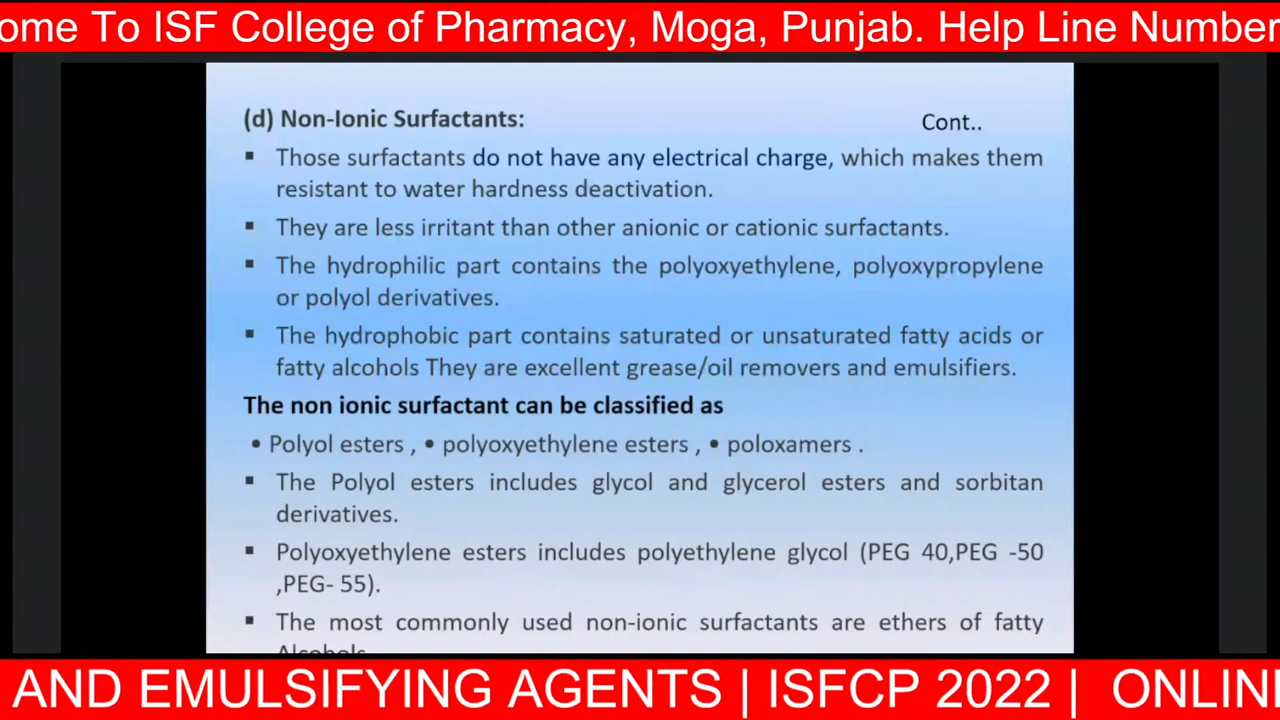 ome To ISF College of Pharmacy, Moga, Punjab. Help Line Number
(d) Non-Ionic Surfactants:
Cont..
▪ Those surfactants do not have any electrical charge, which makes them
resistant to water hardness deactivation.
▪ They are less irritant than other anionic or cationic surfactants.
▪ The hydrophilic part contains the polyoxyethylene, polyoxypropylene
or polyol derivatives.
▪ The hydrophobic part contains saturated or unsaturated fatty acids or
fatty alcohols They are excellent grease/oil removers and emulsifiers.
The non ionic surfactant can be classified as
• Polyol esters , • polyoxyethylene esters , • poloxamers .
▪ The Polyol esters includes glycol and glycerol esters and sorbitan
derivatives.
▪ Polyoxyethylene esters includes polyethylene glycol (PEG 40,PEG -50
,PEG- 55).
▪ The most commonly used non-ionic surfactants are ethers of fatty
Alcohols
AND EMULSIFYING AGENTS | ISFCP 2022 | ONLIN